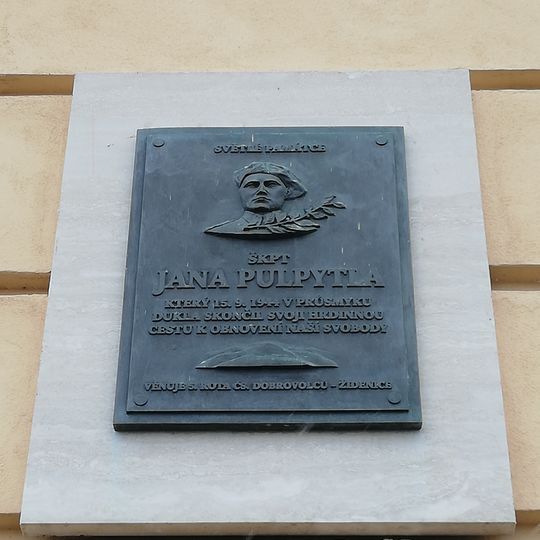 SVĚTLÉ PAMÁTCE
ŠKPT
JANA PULPYTLA
KTERÝ 15. 9. 1944 V PRŮSMYKU
DUKLA SKONČIL SVOJI HRDINNOU
CESTU K OBNOVENÍ NAŠÍ SVOBODY
VĚNUJE 5. ROTA ČS. DOBROVOLCŮ - ŽIDENICE